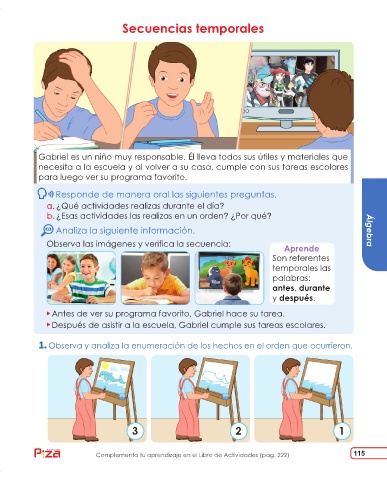 Secuencias temporales
Gabriel es un niño muy responsable. Él lleva todos sus útiles y materiales que
necesita a la escuela y al volver a su casa, cumple con sus tareas escolares
para luego ver su programa favorito.
Responde de manera oral las siguientes preguntas.
a. ¿Qué actividades realizas durante el día?
b. ¿Esas actividades las realizas en un orden? ¿Por qué?
Analiza la siguiente información.
Observa las imágenes y verifica la secuencia:
Aprende
Son referentes
temporales las
palabras:
antes, durante
y después.
Antes de ver su programa favorito, Gabriel hace su tarea.
Después de asistir a la escuela, Gabriel cumple sus tareas escolares.
Álgebra
1. Observa y analiza la enumeración de los hechos en el orden que ocurrieron.
3
2
1
Complementa tu aprendizaje en el Libro de Actividades (pág. 222)
115